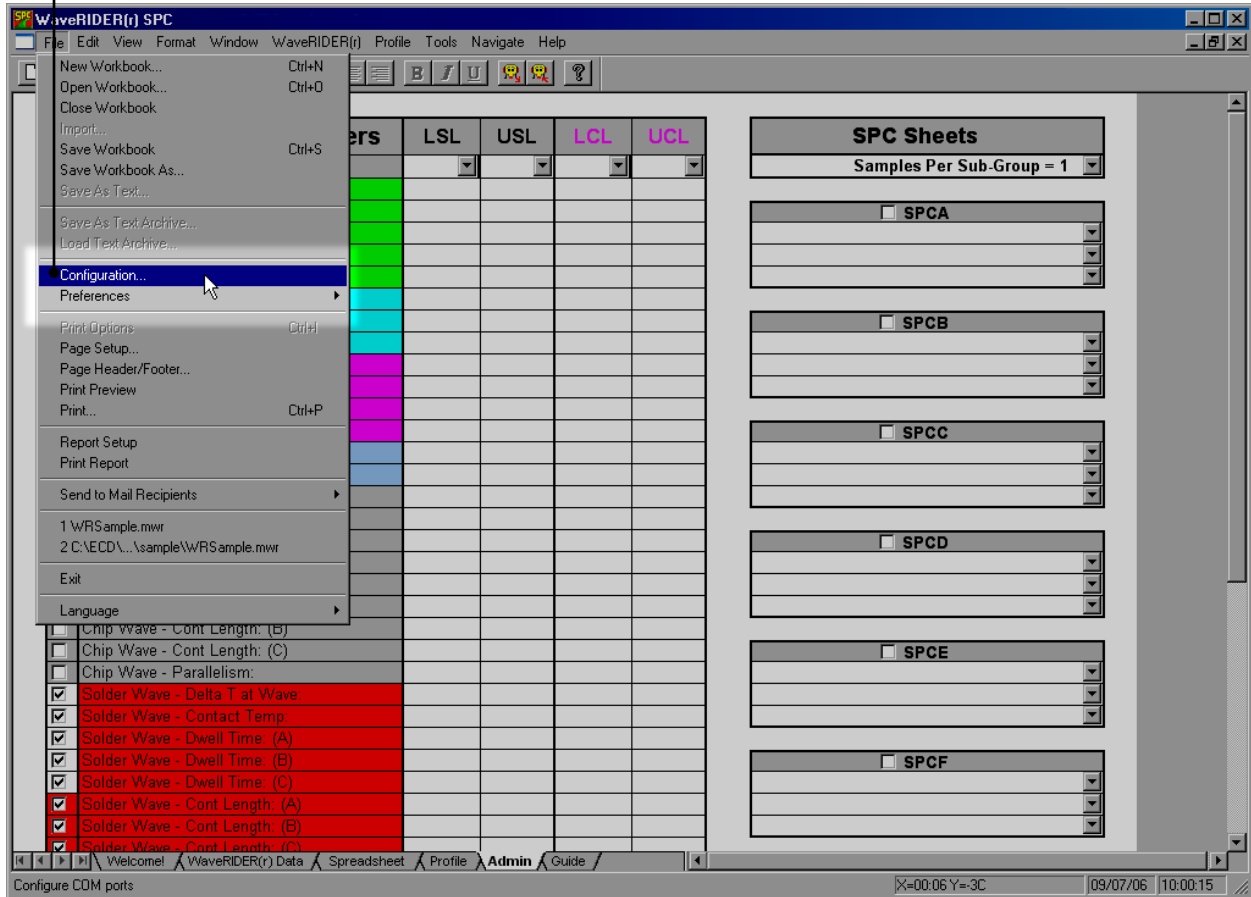 SPC WaveRIDER(r) SPC
File Edit View Format Window WaveRIDER(r) Profile Tools Navigate Help
B I U ?
New Workbook... Ctrl+N
Open Workbook... Ctrl+O
Close Workbook
Import...
Save Workbook Ctrl+S
Save Workbook As...
Save As Text...
Save As Text Archive...
Load Text Archive...
Configuration...
Preferences
Print Options Ctrl+I
Page Setup...
Page Header/Footer...
Print Preview
Print... Ctrl+P
Report Setup
Print Report
Send to Mail Recipients
1 WRSample.mwr
2 C:\ECD\...\sample\WRSample.mwr
Exit
Language
ers LSL USL LCL UCL
Chip Wave - Cont Length: (B)
Chip Wave - Cont Length: (C)
Chip Wave - Parallelism:
Solder Wave - Delta T at Wave:
Solder Wave - Contact Temp:
Solder Wave - Dwell Time: (A)
Solder Wave - Dwell Time: (B)
Solder Wave - Dwell Time: (C)
Solder Wave - Cont Length: (A)
Solder Wave - Cont Length: (B)
Solder Wave - Cont Length: (C)
SPC Sheets
Samples Per Sub-Group = 1
SPCA
SPCB
SPCC
SPCD
SPCE
SPCF
Welcome! WaveRIDER(r) Data Spreadsheet Profile Admin Guide
Configure COM ports X=00:06 Y=-3C 09/07/06 10:00:15